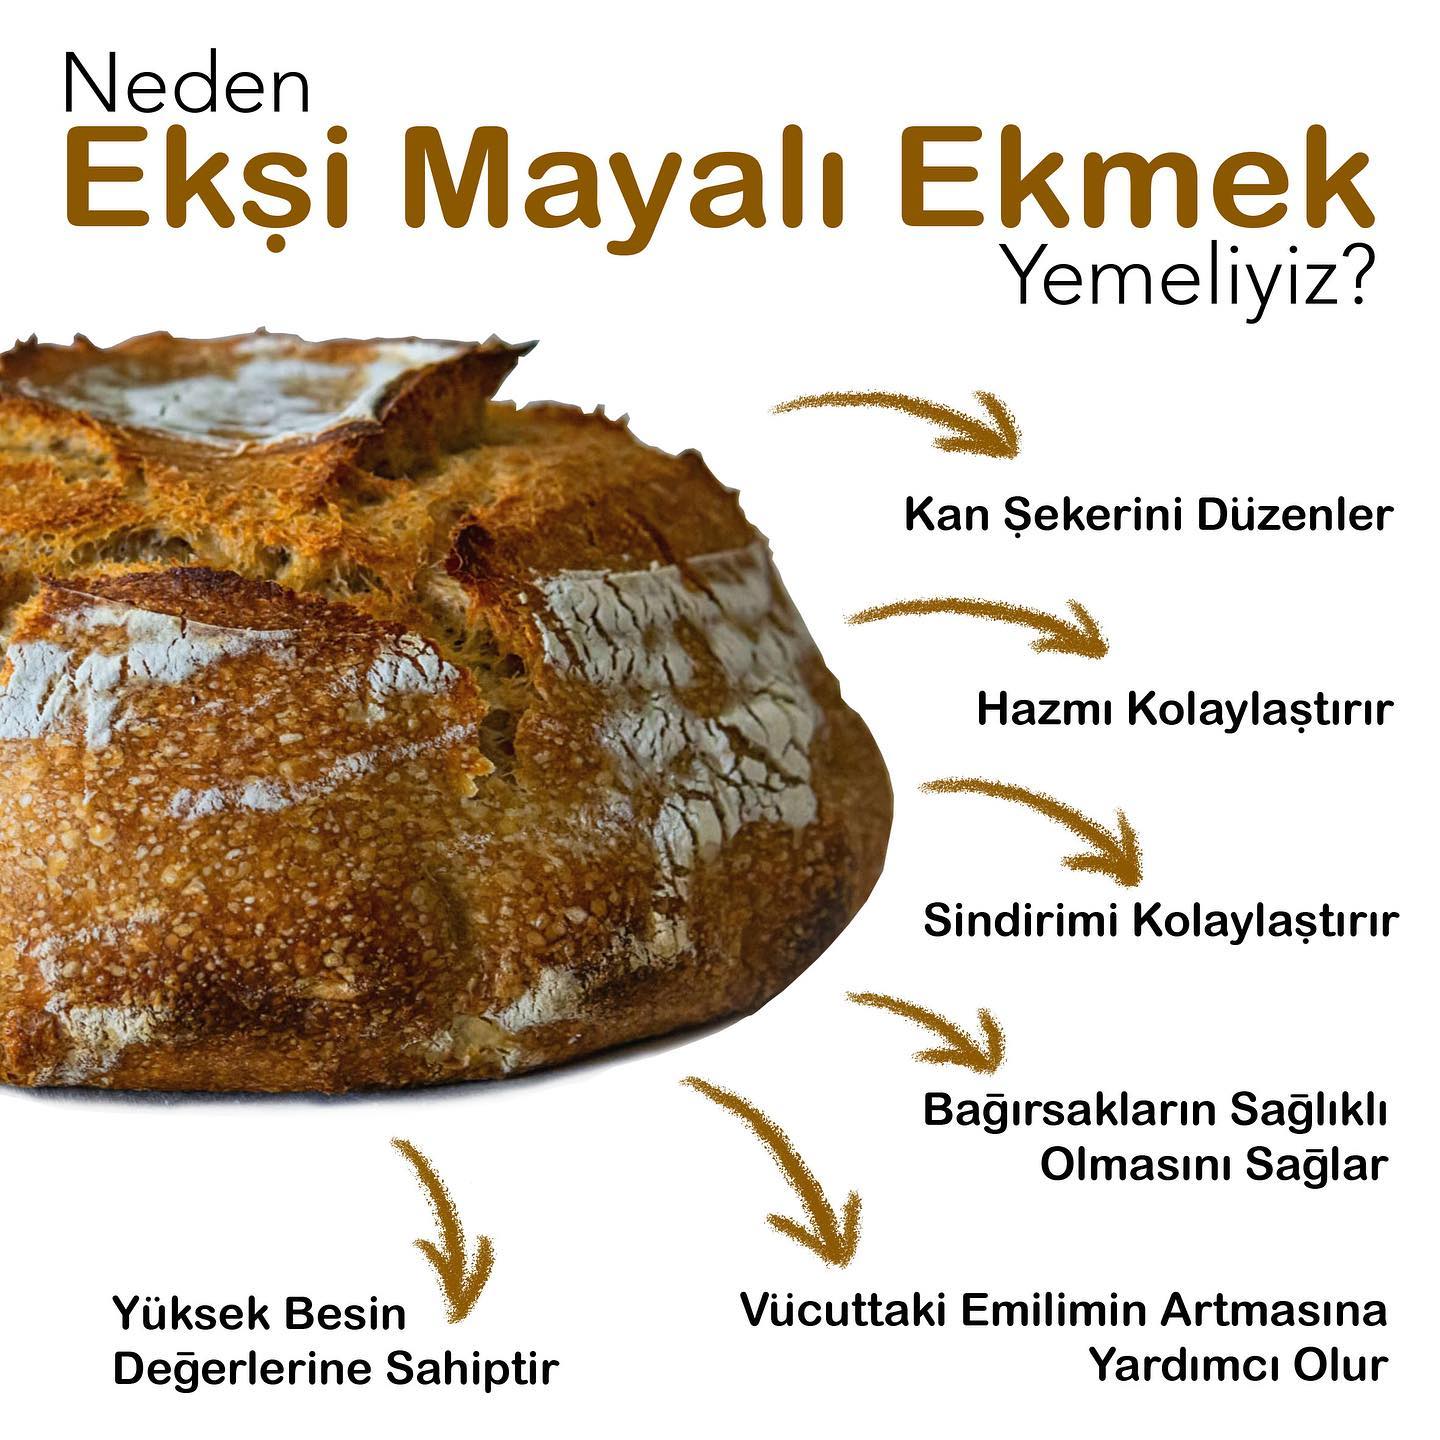 Neden
Ekşi Mayalı Ekmek
Yemeliyiz?
Kan Şekerini Düzenler
Hazmı Kolaylaştırır
Sindirimi Kolaylaştırır
Bağırsakların Sağlıklı
Olmasını Sağlar
Vücuttaki Emilimin Artmasına
Yardımcı Olur
Yüksek Besin
Değerlerine Sahiptir